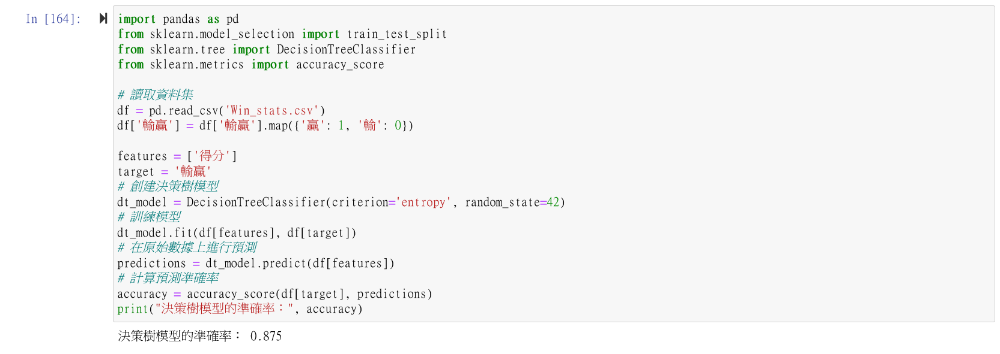 In [164]:
import pandas as pd
from sklearn.model_selection import train_test_split
from sklearn.tree import DecisionTreeClassifier
from sklearn.metrics import accuracy_score
# 讀取資料集
df = pd.read_csv('Win_stats.csv')
df['輸贏'] = df['輸贏'].map({'贏': 1, '輸': 0})
features = ['得分']
target = '輸贏'
# 創建決策樹模型
dt_model = DecisionTreeClassifier(criterion='entropy', random_state=42)
# 訓練模型
dt_model.fit(df[features], df[target])
# 在原始數據上進行預測
predictions = dt_model.predict(df[features])
# 計算預測準確率
accuracy = accuracy_score(df[target], predictions)
print("決策樹模型的準確率：", accuracy)
決策樹模型的準確率： 0.875